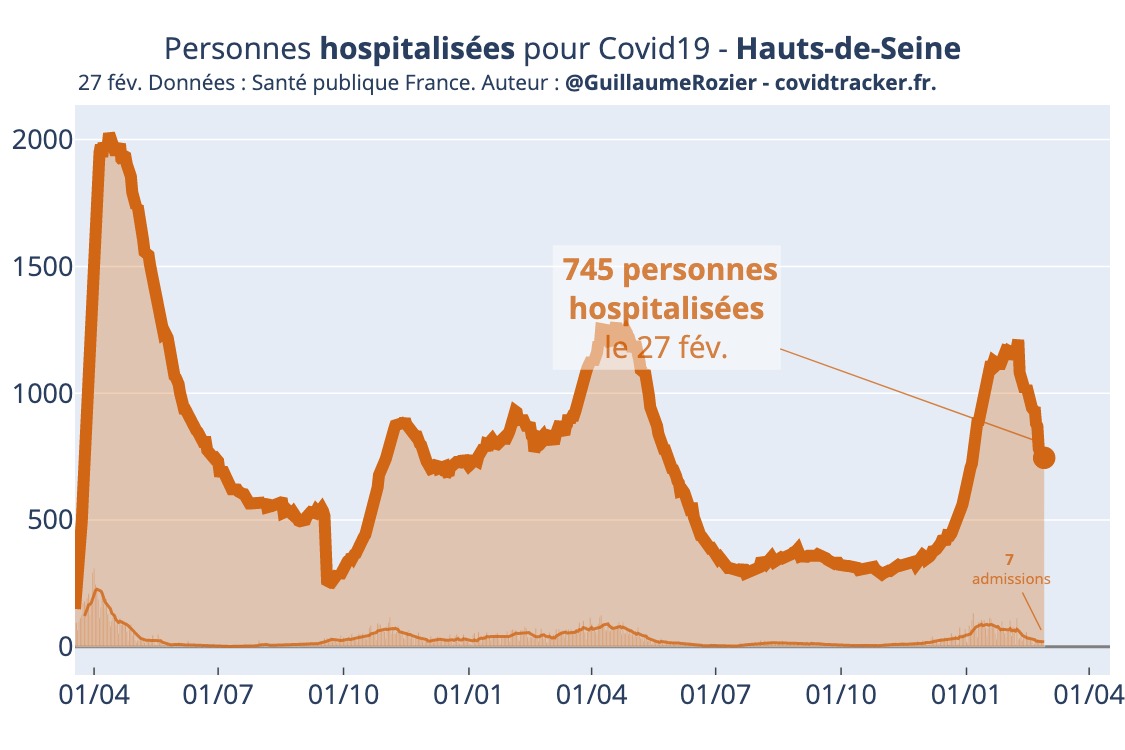 Personnes hospitalisées pour Covid19 - Hauts-de-Seine
27 fév. Données : Santé publique France. Auteur : @GuillaumeRozier - covidtracker.fr.
2000
1500
745 personnes
hospitalisées
le 27 fév.
1000
500
7
admissions
0
01/04 01/07 01/10 01/01 01/04 01/07 01/10 01/01 01/04